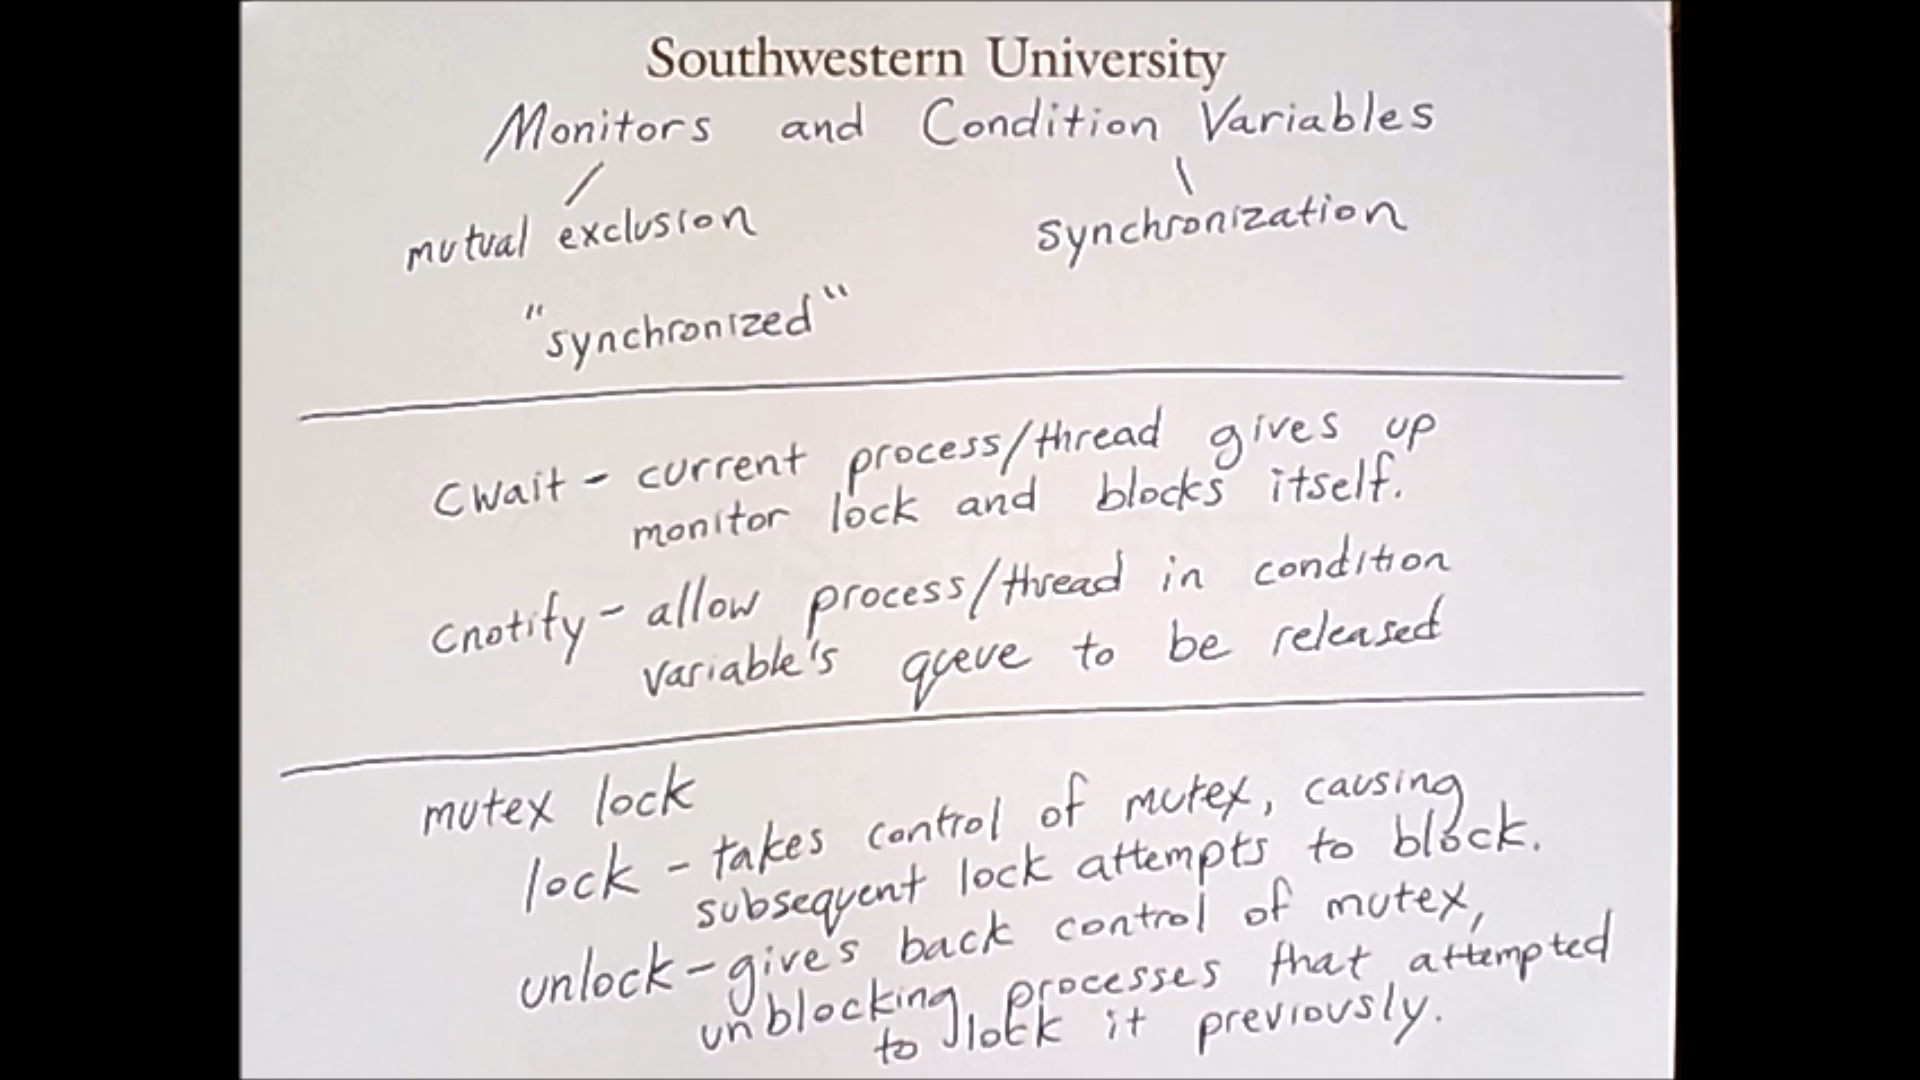 Southwestern University
Monitors and Condition Variables
mutual exclusion synchronization
"synchronized"
cwait - current process/thread gives up
monitor lock and blocks itself.
cnotify - allow process/thread in condition
variable's queue to be released
mutex lock
lock - takes control of mutex, causing
subsequent lock attempts to block.
unlock - gives back control of mutex,
unblocking processes that attempted
to lock it previously.